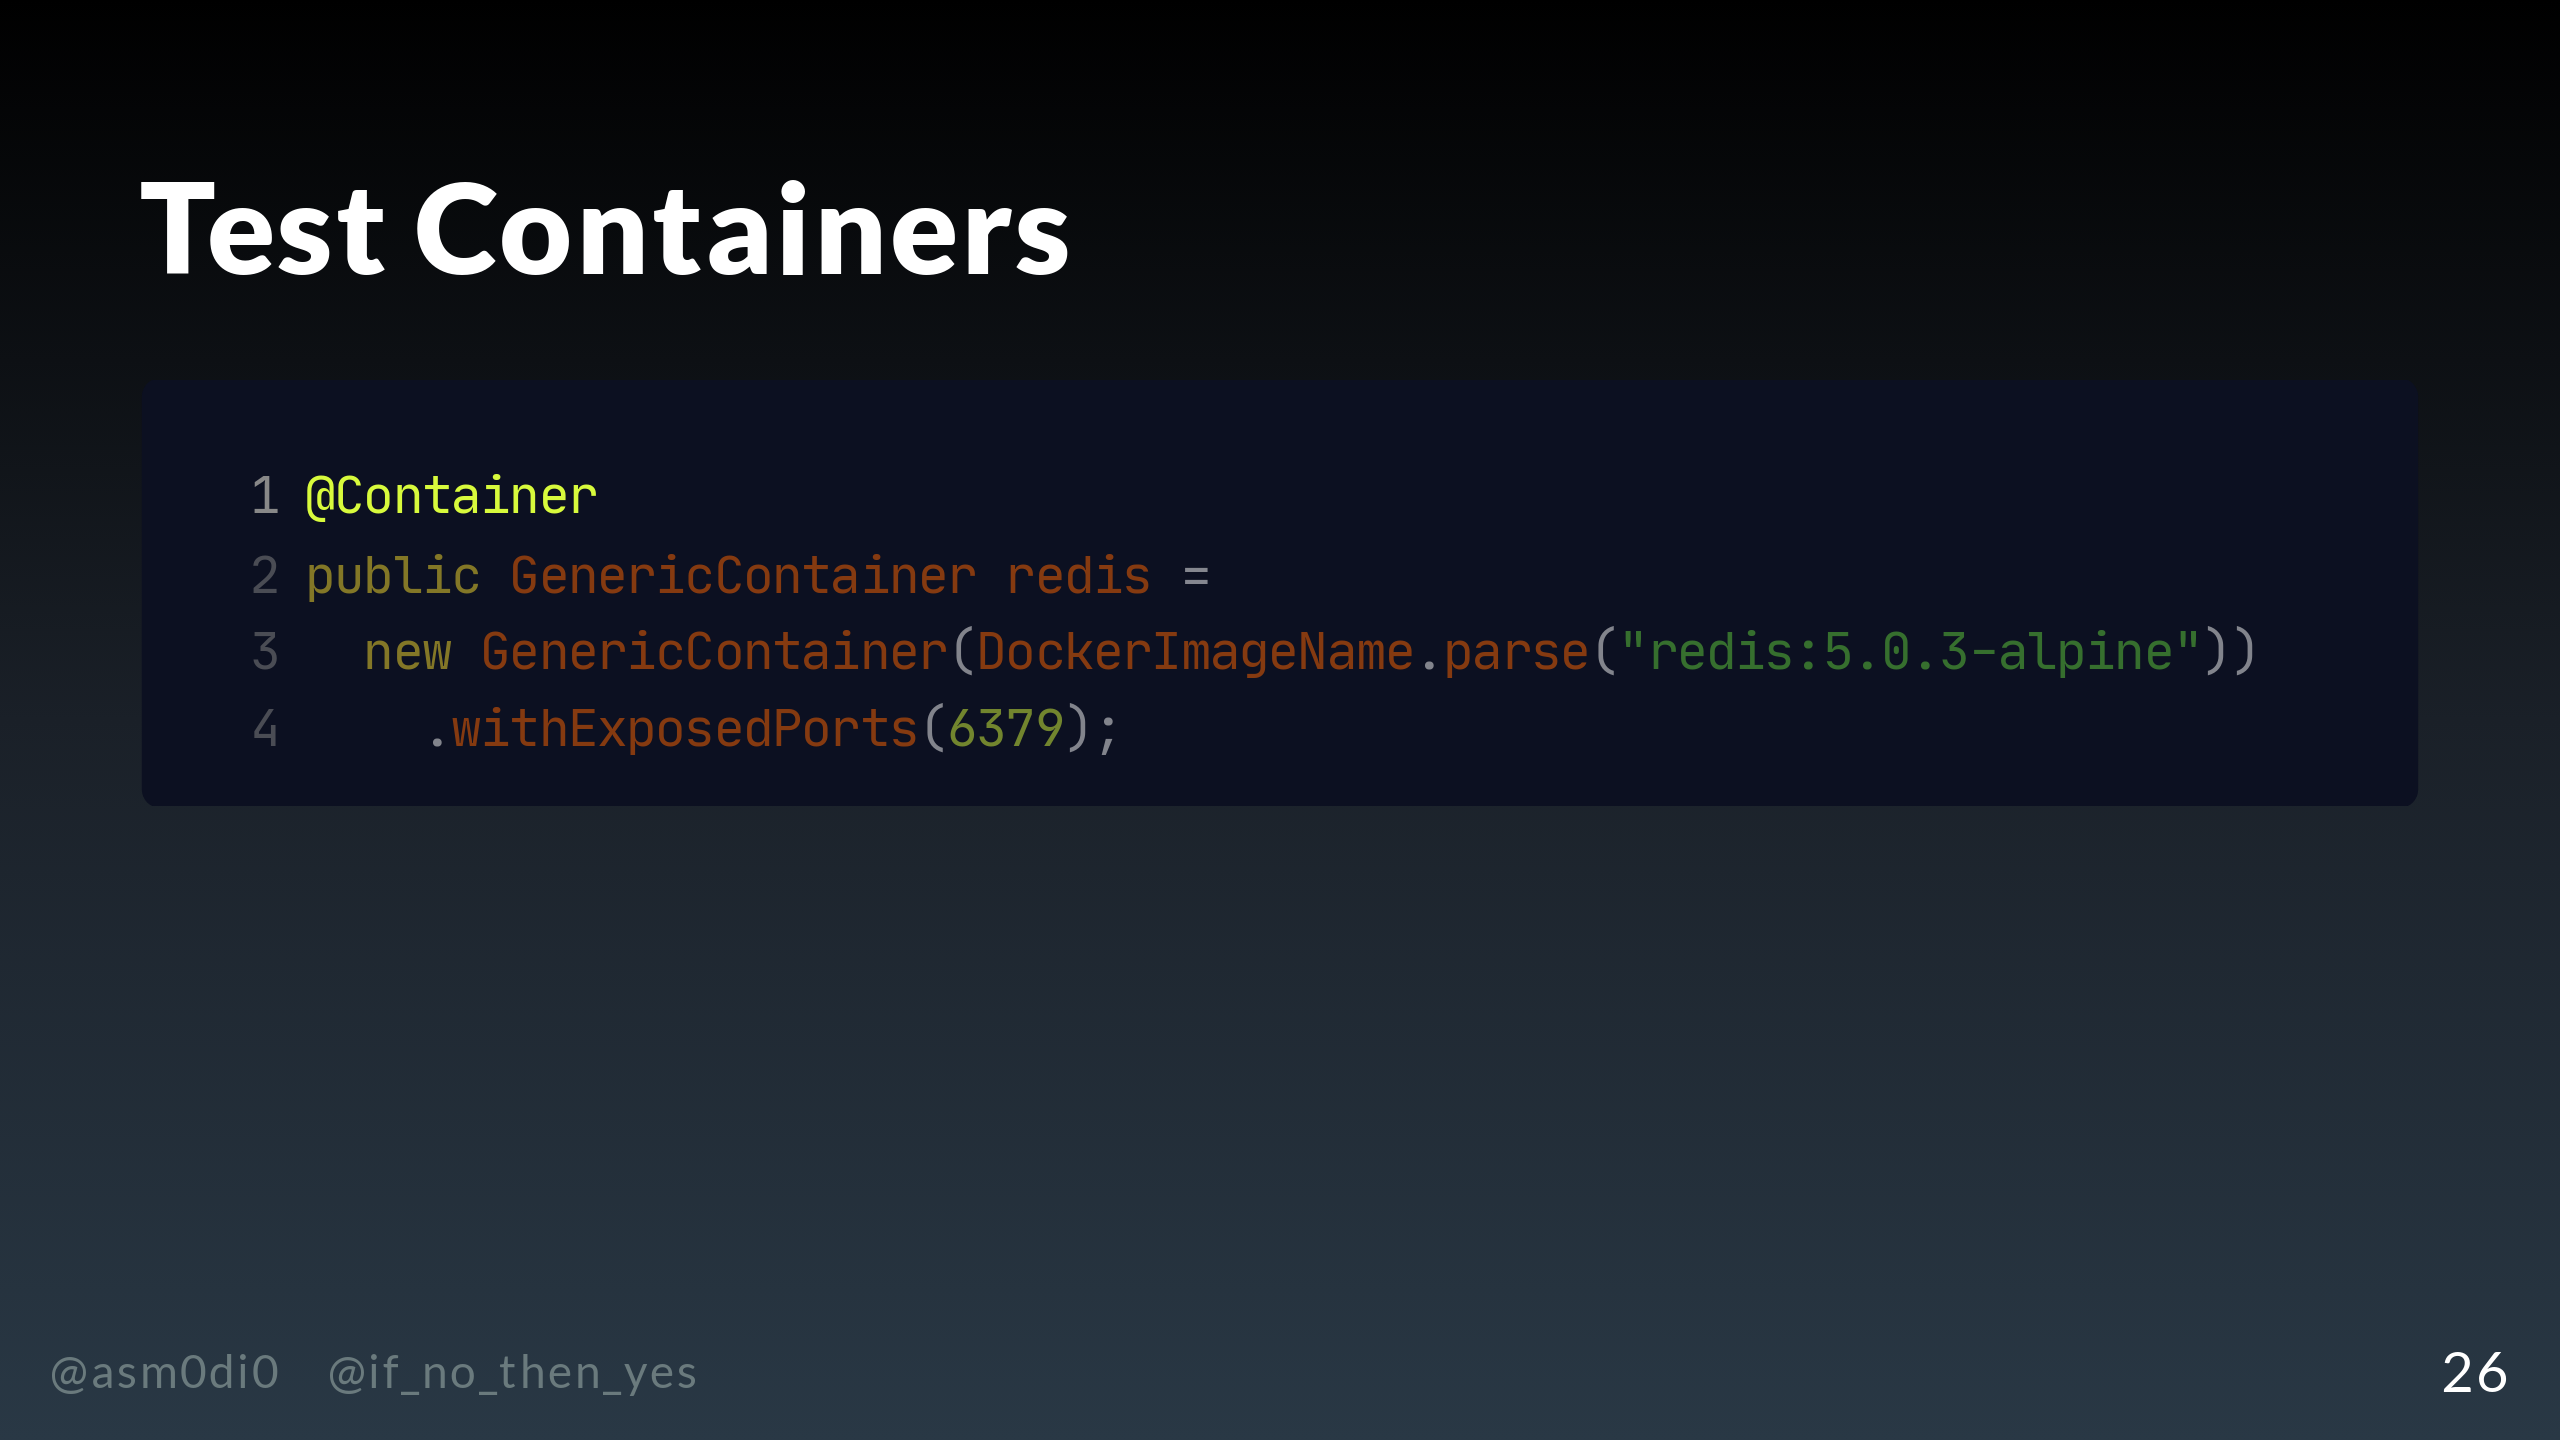 Test Containers
1 @Container
2 public GenericContainer redis =
3   new GenericContainer(DockerImageName.parse("redis:5.0.3-alpine"))
4     .withExposedPorts(6379);
@asm0di0 @if_no_then_yes
26